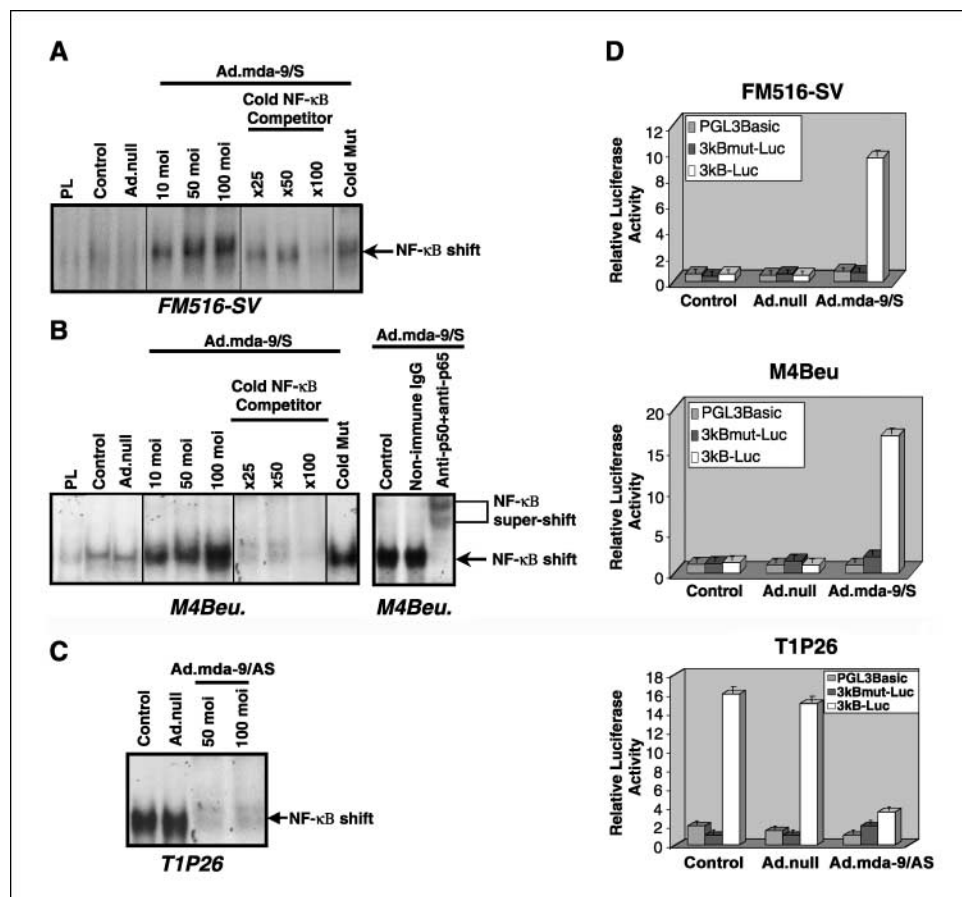 A
Ad.mda-9/S
Cold NF-κB
Competitor
PL
Control
Ad.null
10 moi
50 moi
100 moi
x25
x50
x100
Cold Mut
NF-κB shift
FM516-SV
B
Ad.mda-9/S
Cold NF-κB
Competitor
PL
Control
Ad.null
10 moi
50 moi
100 moi
x25
x50
x100
Cold Mut
M4Beu.
Ad.mda-9/S
Control
Non-immune IgG
Anti-p50+anti-p65
NF-κB
super-shift
NF-κB shift
M4Beu.
C
Ad.mda-9/AS
Control
Ad.null
50 moi
100 moi
NF-κB shift
T1P26
D
FM516-SV
Relative Luciferase
Activity
12
10
8
6
4
2
0
PGL3Basic
3kBmut-Luc
3kB-Luc
Control Ad.null Ad.mda-9/S
M4Beu
Relative Luciferase
Activity
20
15
10
5
0
PGL3Basic
3kBmut-Luc
3kB-Luc
Control Ad.null Ad.mda-9/S
T1P26
Relative Luciferase
Activity
18
16
14
12
10
8
6
4
2
0
PGL3Basic
3kBmut-Luc
3kB-Luc
Control Ad.null Ad.mda-9/AS